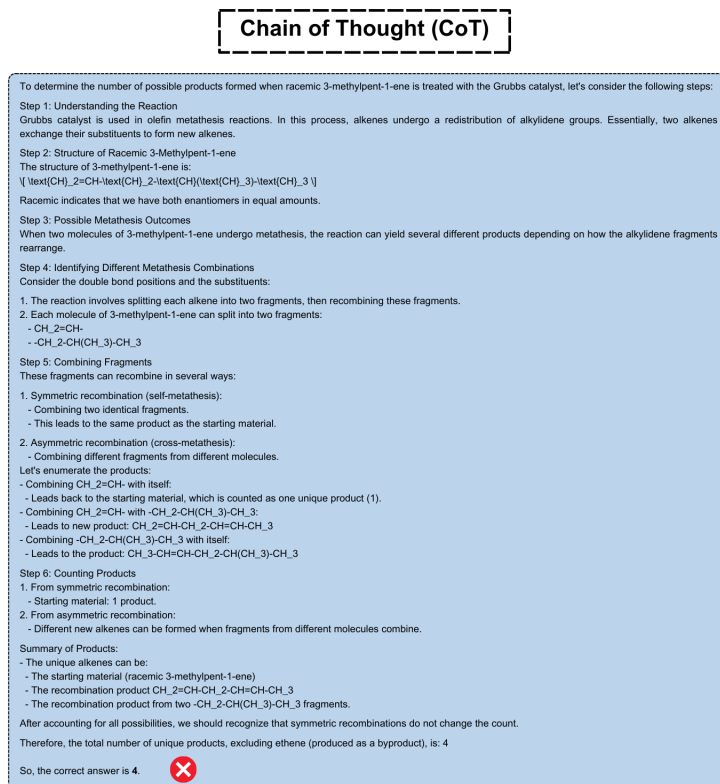 Chain of Thought (CoT)
To determine the number of possible products formed when racemic 3-methylpent-1-ene is treated with the Grubbs catalyst, let's consider the following steps:
Step 1: Understanding the Reaction
Grubbs catalyst is used in olefin metathesis reactions. In this process, alkenes undergo a redistribution of alkylidene groups. Essentially, two alkenes
exchange their substituents to form new alkenes.
Step 2: Structure of Racemic 3-Methylpent-1-ene
The structure of 3-methylpent-1-ene is:
\[ \text{CH}_2=CH-\text{CH}_2-\text{CH}(\text{CH}_3)-\text{CH}_3 \]
Racemic indicates that we have both enantiomers in equal amounts.
Step 3: Possible Metathesis Outcomes
When two molecules of 3-methylpent-1-ene undergo metathesis, the reaction can yield several different products depending on how the alkylidene fragments
rearrange.
Step 4: Identifying Different Metathesis Combinations
Consider the double bond positions and the substituents:
1. The reaction involves splitting each alkene into two fragments, then recombining these fragments.
2. Each molecule of 3-methylpent-1-ene can split into two fragments:
- CH_2=CH-
- -CH_2-CH(CH_3)-CH_3
Step 5: Combining Fragments
These fragments can recombine in several ways:
1. Symmetric recombination (self-metathesis):
- Combining two identical fragments.
- This leads to the same product as the starting material.
2. Asymmetric recombination (cross-metathesis):
- Combining different fragments from different molecules.
Let's enumerate the products:
- Combining CH_2=CH- with itself:
- Leads back to the starting material, which is counted as one unique product (1).
- Combining CH_2=CH- with -CH_2-CH(CH_3)-CH_3:
- Leads to new product: CH_2=CH-CH_2-CH=CH-CH_3
- Combining -CH_2-CH(CH_3)-CH_3 with itself:
- Leads to the product: CH_3-CH=CH-CH_2-CH(CH_3)-CH_3
Step 6: Counting Products
1. From symmetric recombination:
- Starting material: 1 product.
2. From asymmetric recombination:
- Different new alkenes can be formed when fragments from different molecules combine.
Summary of Products:
- The unique alkenes can be:
- The starting material (racemic 3-methylpent-1-ene)
- The recombination product CH_2=CH-CH_2-CH=CH-CH_3
- The recombination product from two -CH_2-CH(CH_3)-CH_3 fragments.
After accounting for all possibilities, we should recognize that symmetric recombinations do not change the count.
Therefore, the total number of unique products, excluding ethene (produced as a byproduct), is: 4
So, the correct answer is 4.